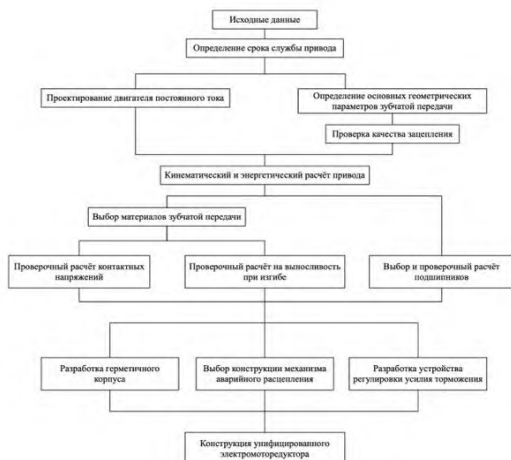 Исходные данные
Определение срока службы привода
Проектирование двигателя постоянного тока
Определение основных геометрических
параметров зубчатой передачи
Проверка качества зацепления
Кинематический и энергетический расчёт привода
Выбор материалов зубчатой передачи
Проверочный расчёт контактных
напряжений
Проверочный расчёт на выносливость
при изгибе
Выбор и проверочный расчёт
подшипников
Разработка герметичного
корпуса
Выбор конструкции механизма
аварийного расцепления
Разработка устройства
регулировки усилия торможения
Конструкция унифицированного
электромоторедуктора